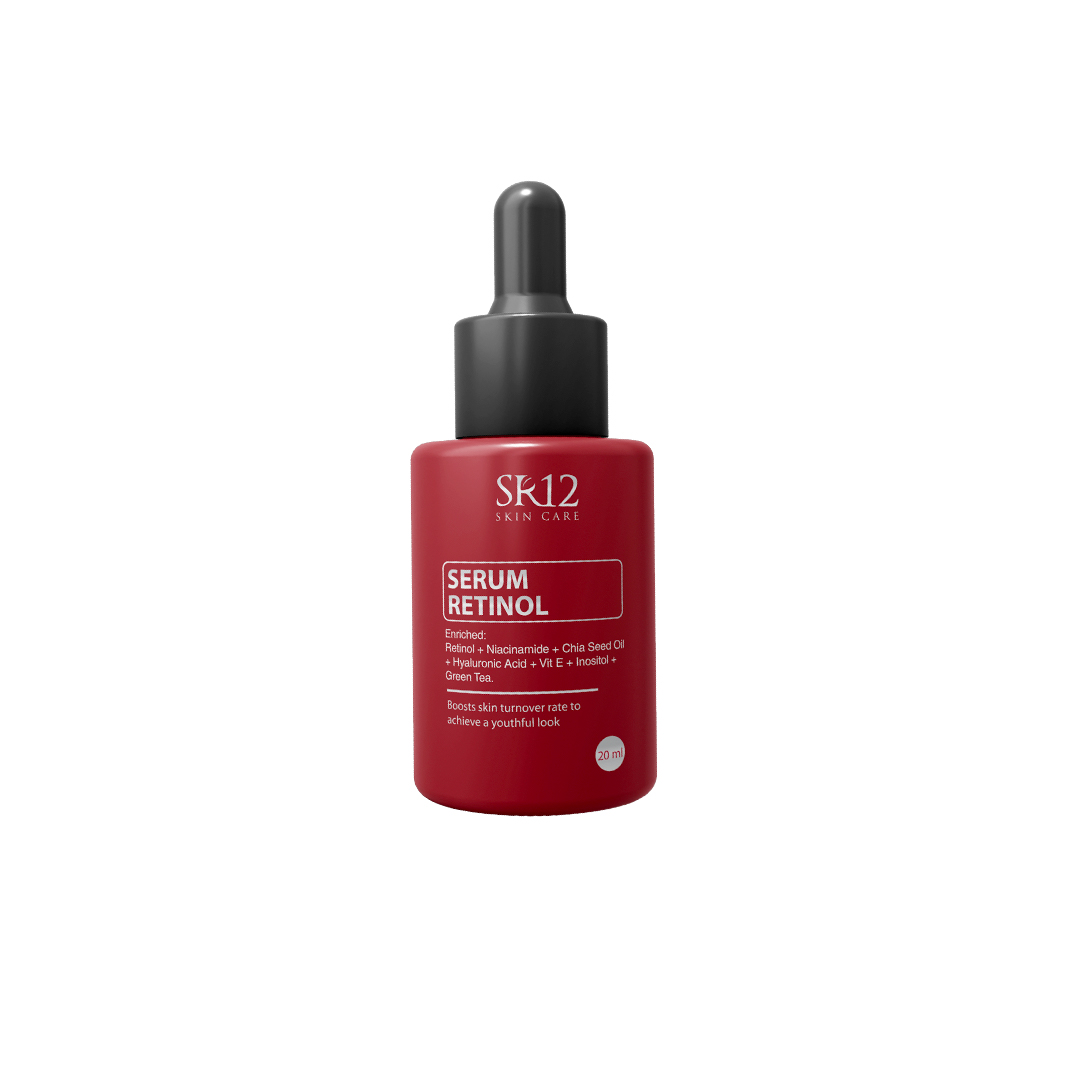 SR12
SKIN CARE
SERUM
RETINOL
Enriched:
Retinol + Niacinamide + Chia Seed Oil
+ Hyaluronic Acid + Vit E + Inositol +
Green Tea.
Boosts skin turnover rate to
achieve a youthful look
20 ml